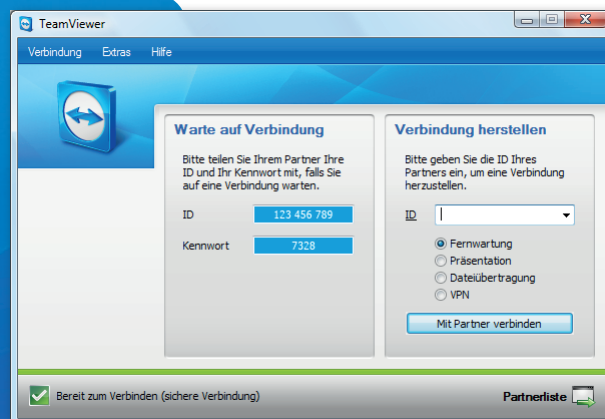 TeamViewer
Verbindung Extras Hilfe
Warte auf Verbindung
Bitte teilen Sie Ihrem Partner Ihre
ID und Ihr Kennwort mit, falls Sie
auf eine Verbindung warten.
ID 123 456 789
Kennwort 7328
Verbindung herstellen
Bitte geben Sie die ID Ihres
Partners ein, um eine Verbindung
herzustellen.
ID
Fernwartung
Präsentation
Dateiübertragung
VPN
Mit Partner verbinden
Bereit zum Verbinden (sichere Verbindung)
Partnerliste